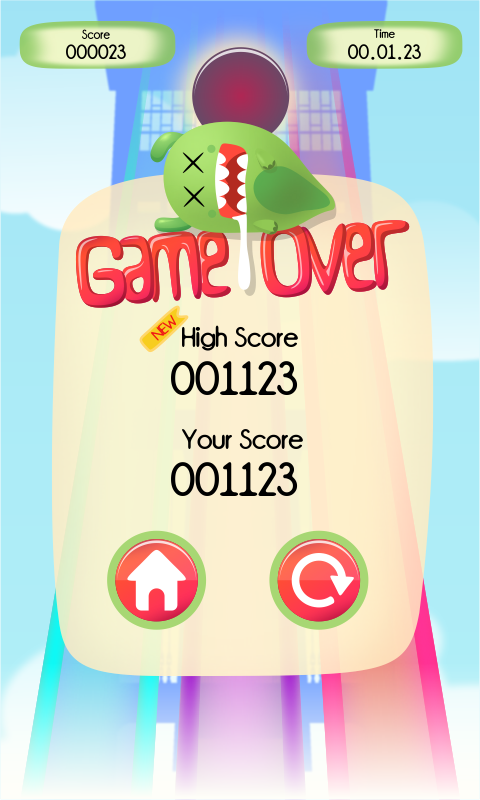 Score
000023
Time
00.01.23
Game Over
NEW
High Score
001123
Your Score
001123